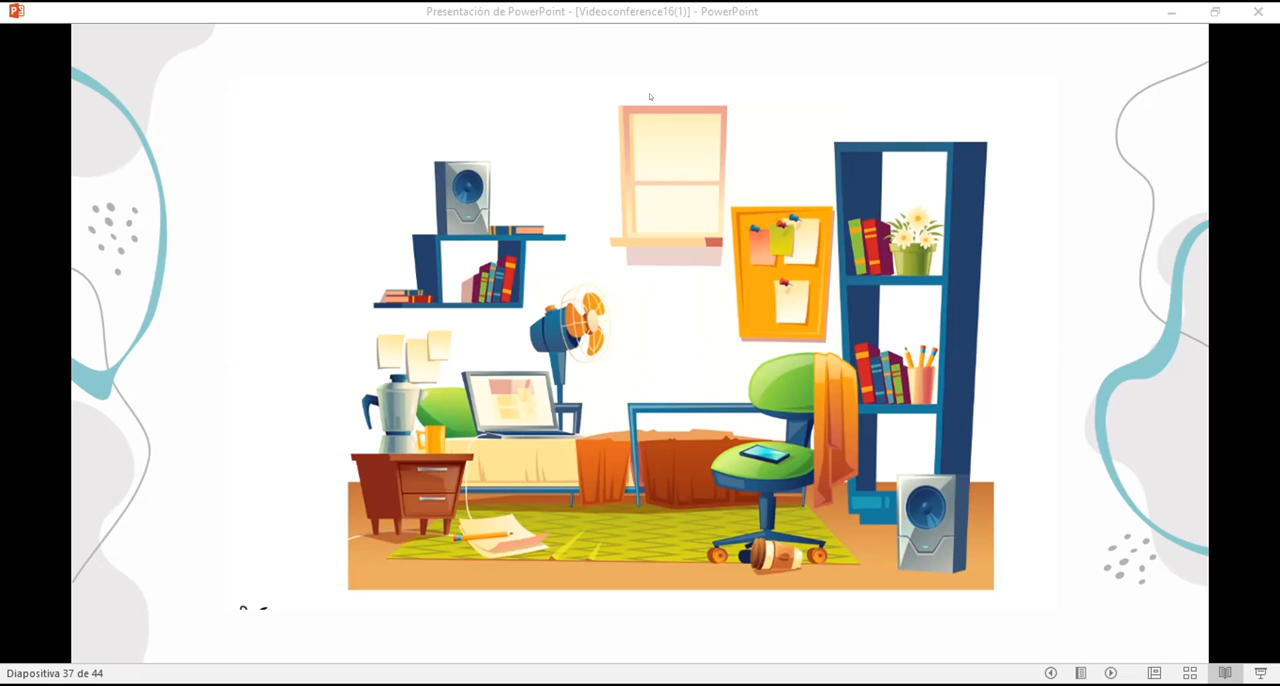 Presentación de PowerPoint - [Videoconference16(1)] - PowerPoint
Diapositiva 37 de 44